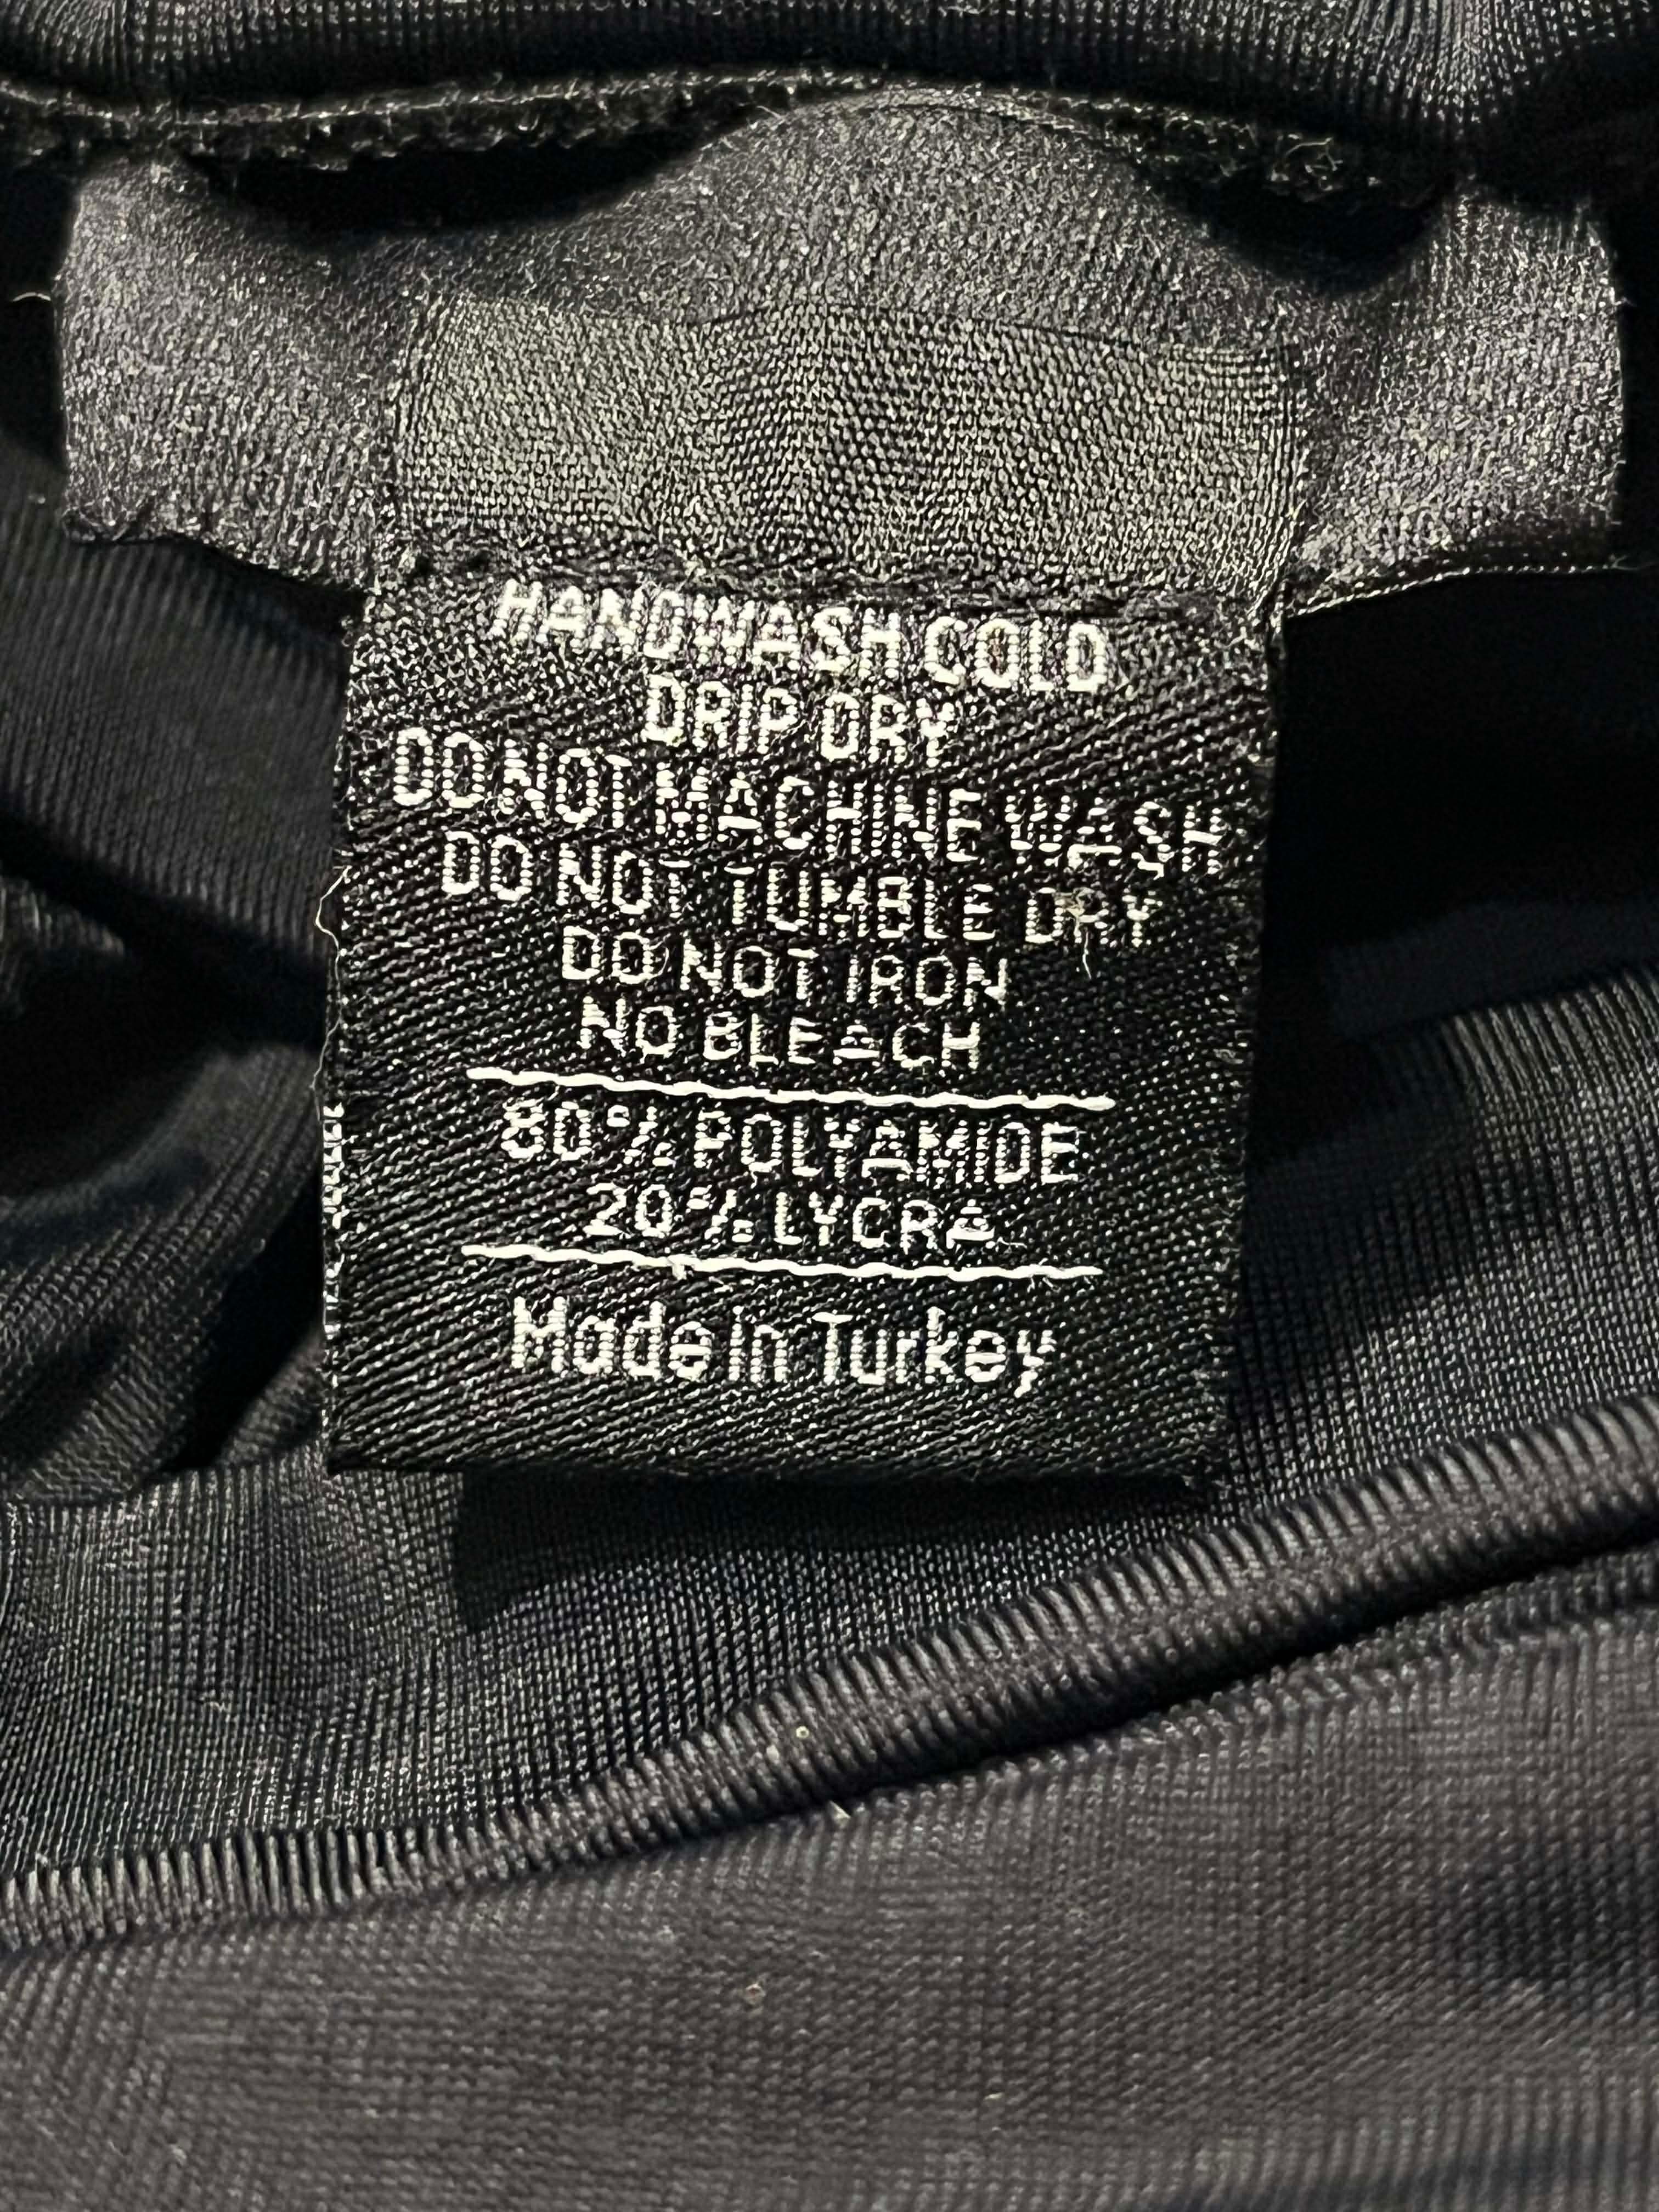 HANDWASH COLD
DRIP DRY
DO NOT MACHINE WASH
DO NOT TUMBLE DRY
DO NOT IRON
NO BLEACH
80% POLYAMIDE
20% LYCRA
Made in Turkey